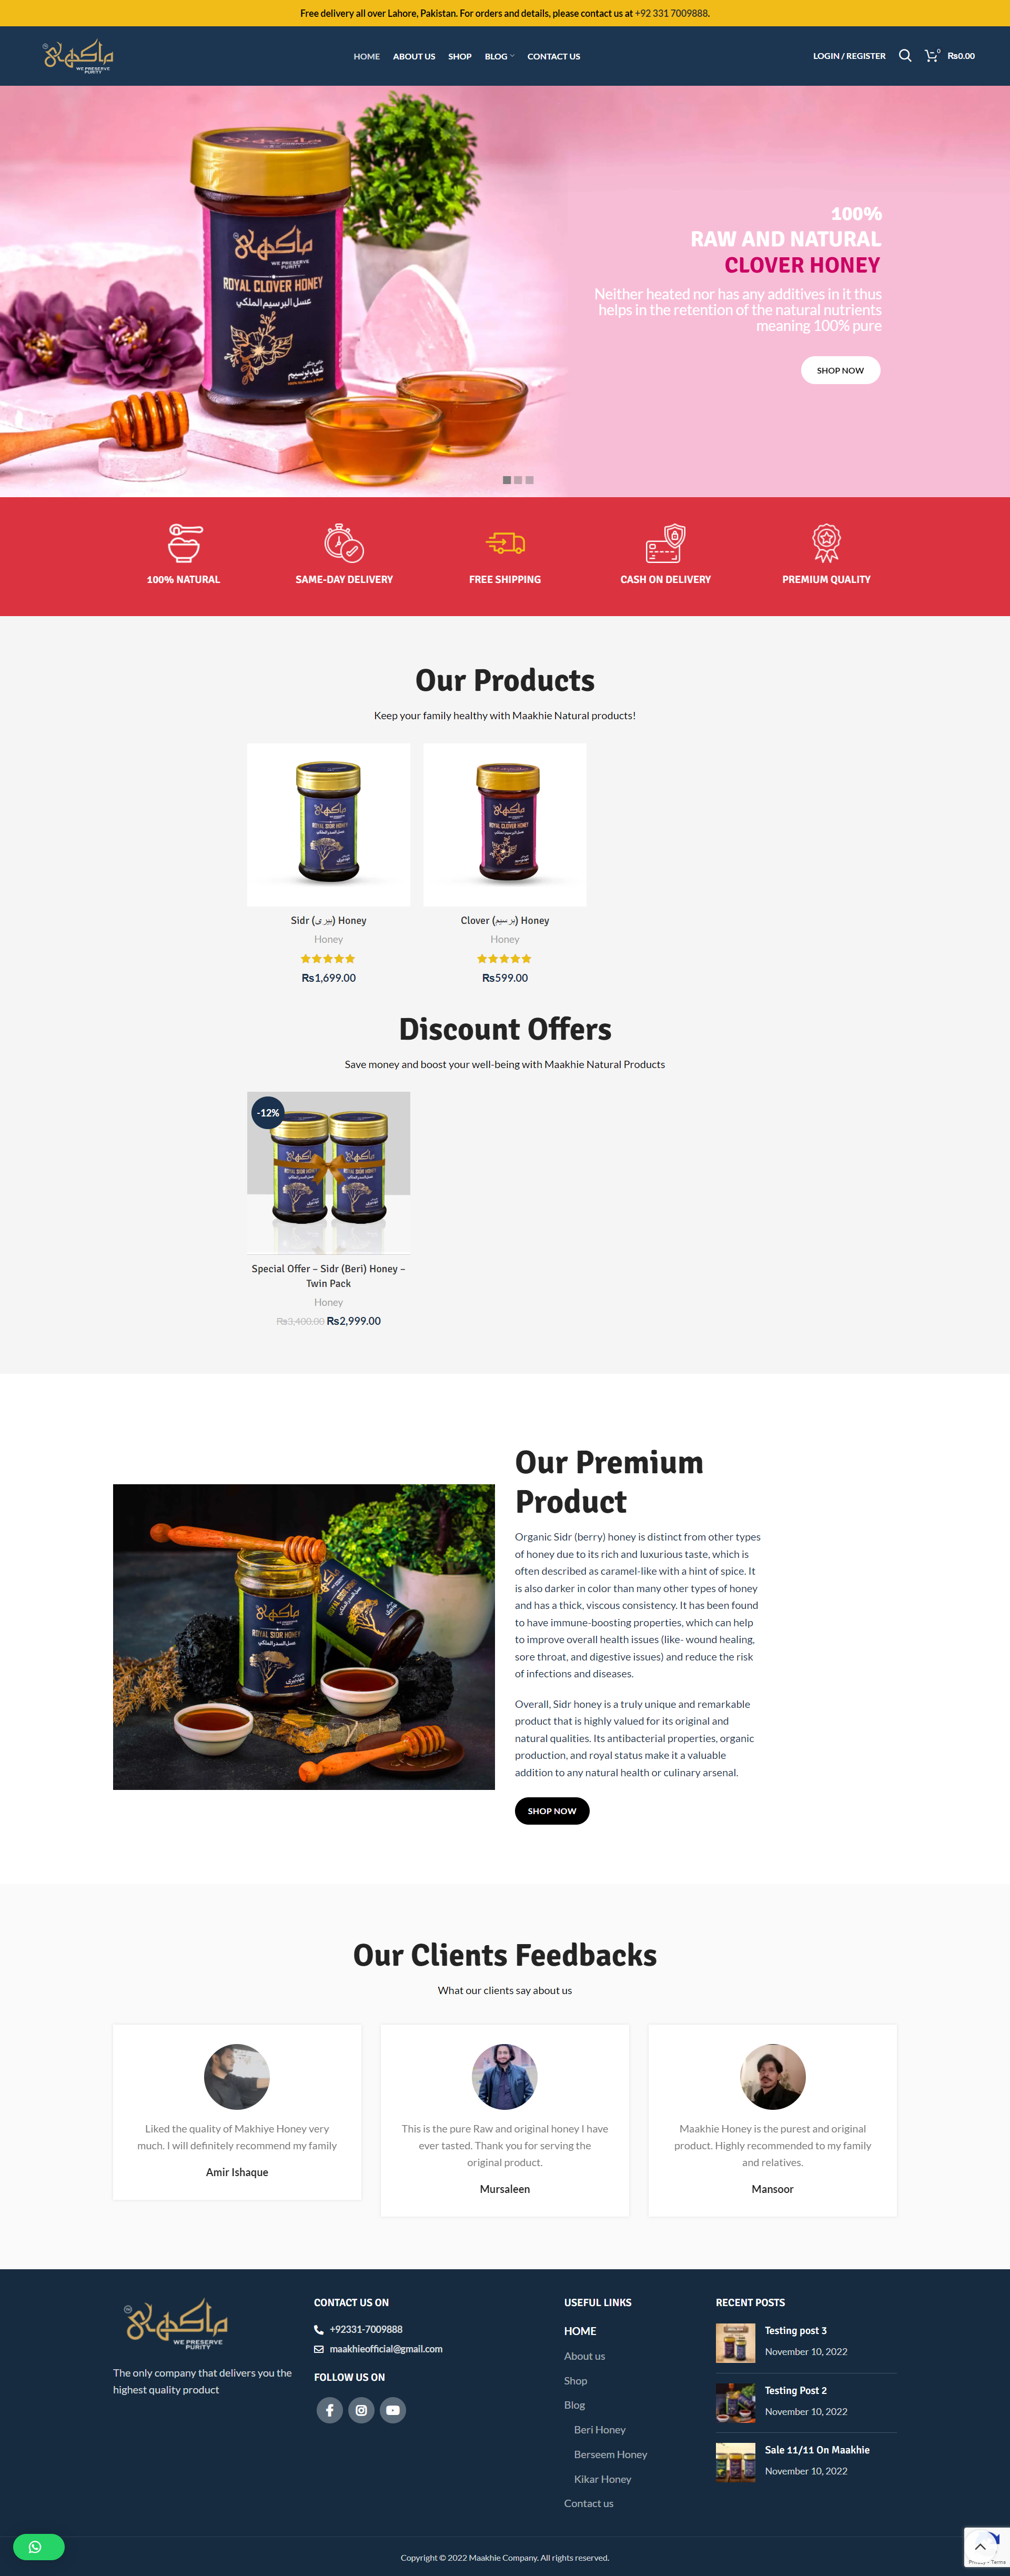 Free delivery all over Lahore, Pakistan. For orders and details, please contact us at +92 331 7009888.
ماکھئ
WE PRESERVE
PURITY
HOME
ABOUT US
SHOP
BLOG
CONTACT US
LOGIN / REGISTER
0
₨0.00
ROYAL CLOVER HONEY
عسل البرسيم الملكي
100%
RAW AND NATURAL
CLOVER HONEY
Neither heated nor has any additives in it thus
helps in the retention of the natural nutrients
meaning 100% pure
SHOP NOW
100% NATURAL
SAME-DAY DELIVERY
FREE SHIPPING
CASH ON DELIVERY
PREMIUM QUALITY
Our Products
Keep your family healthy with Maakhie Natural products!
ROYAL SIDR HONEY
ROYAL CLOVER HONEY
Sidr (بیری) Honey
Clover (برسیم) Honey
Honey
Honey
₨1,699.00
₨599.00
Discount Offers
Save money and boost your well-being with Maakhie Natural Products
-12%
ROYAL SIDR HONEY
ROYAL SIDR HONEY
Special Offer – Sidr (Beri) Honey –
Twin Pack
Honey
₨3,400.00 ₨2,999.00
Our Premium
Product
Organic Sidr (berry) honey is distinct from other types
of honey due to its rich and luxurious taste, which is
often described as caramel-like with a hint of spice. It
is also darker in color than many other types of honey
and has a thick, viscous consistency. It has been found
to have immune-boosting properties, which can help
to improve overall health issues (like- wound healing,
sore throat, and digestive issues) and reduce the risk
of infections and diseases.
Overall, Sidr honey is a truly unique and remarkable
product that is highly valued for its original and
natural qualities. Its antibacterial properties, organic
production, and royal status make it a valuable
addition to any natural health or culinary arsenal.
SHOP NOW
ROYAL SIDR HONEY
Our Clients Feedbacks
What our clients say about us
Liked the quality of Makhiye Honey very
much. I will definitely recommend my family
Amir Ishaque
This is the pure Raw and original honey I have
ever tasted. Thank you for serving the
original product.
Mursaleen
Maakhie Honey is the purest and original
product. Highly recommended to my family
and relatives.
Mansoor
WE PRESERVE
PURITY
The only company that delivers you the
highest quality product
CONTACT US ON
+92331-7009888
maakhieofficial@gmail.com
FOLLOW US ON
USEFUL LINKS
HOME
About us
Shop
Blog
Beri Honey
Berseem Honey
Kikar Honey
Contact us
RECENT POSTS
Testing post 3
November 10, 2022
Testing Post 2
November 10, 2022
Sale 11/11 On Maakhie
November 10, 2022
Copyright © 2022 Maakhie Company. All rights reserved.
Privacy - Terms